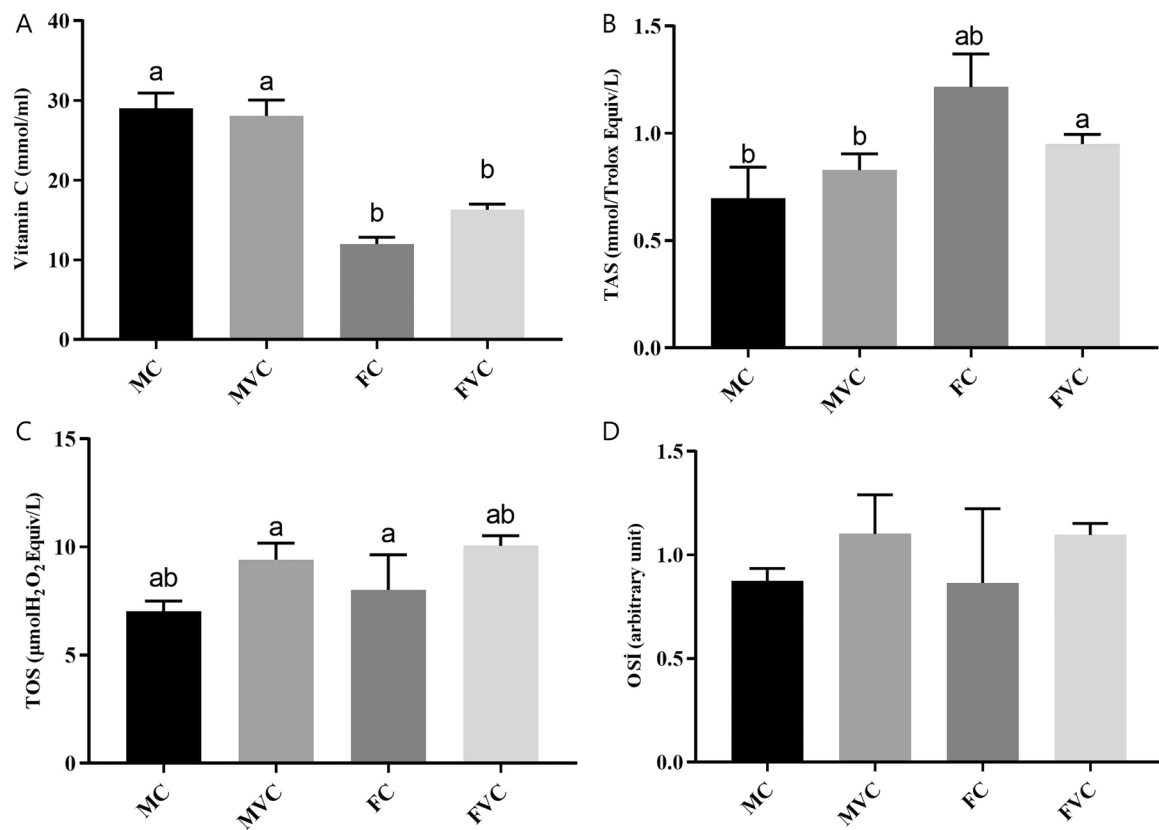 A
Vitamin C (mmol/ml)
40
30
20
10
0
a
a
b
b
MC
MVC
FC
FVC
B
TAS (mmol/Trolox Equiv/L)
1.5
1.0
0.5
0.0
b
b
ab
a
MC
MVC
FC
FVC
C
TOS (µmolH₂O₂Equiv/L)
15
10
5
0
ab
a
a
ab
MC
MVC
FC
FVC
D
OSİ (arbitrary unit)
1.5
1.0
0.5
0.0
MC
MVC
FC
FVC